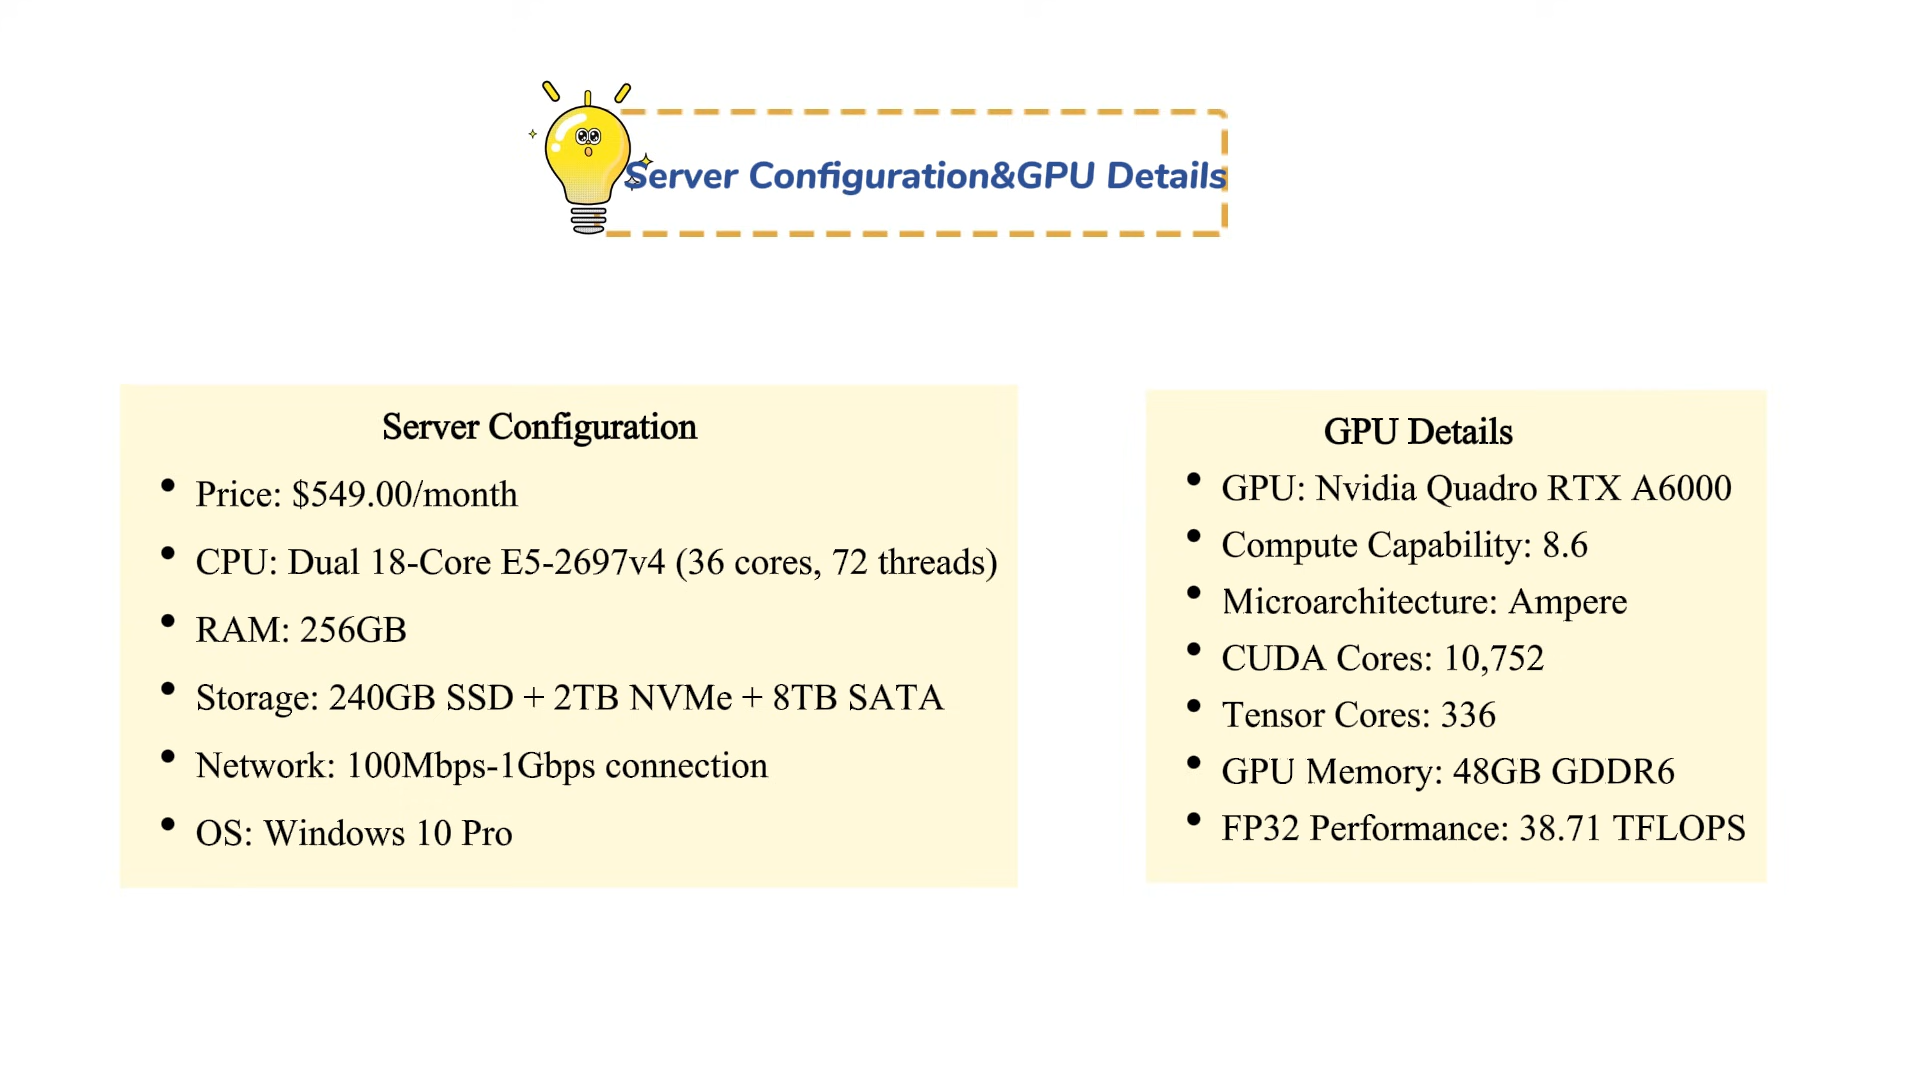 Server Configuration&GPU Details
Server Configuration
• Price: $549.00/month
• CPU: Dual 18-Core E5-2697v4 (36 cores, 72 threads)
• RAM: 256GB
• Storage: 240GB SSD + 2TB NVMe + 8TB SATA
• Network: 100Mbps-1Gbps connection
• OS: Windows 10 Pro
GPU Details
• GPU: Nvidia Quadro RTX A6000
• Compute Capability: 8.6
• Microarchitecture: Ampere
• CUDA Cores: 10,752
• Tensor Cores: 336
• GPU Memory: 48GB GDDR6
• FP32 Performance: 38.71 TFLOPS